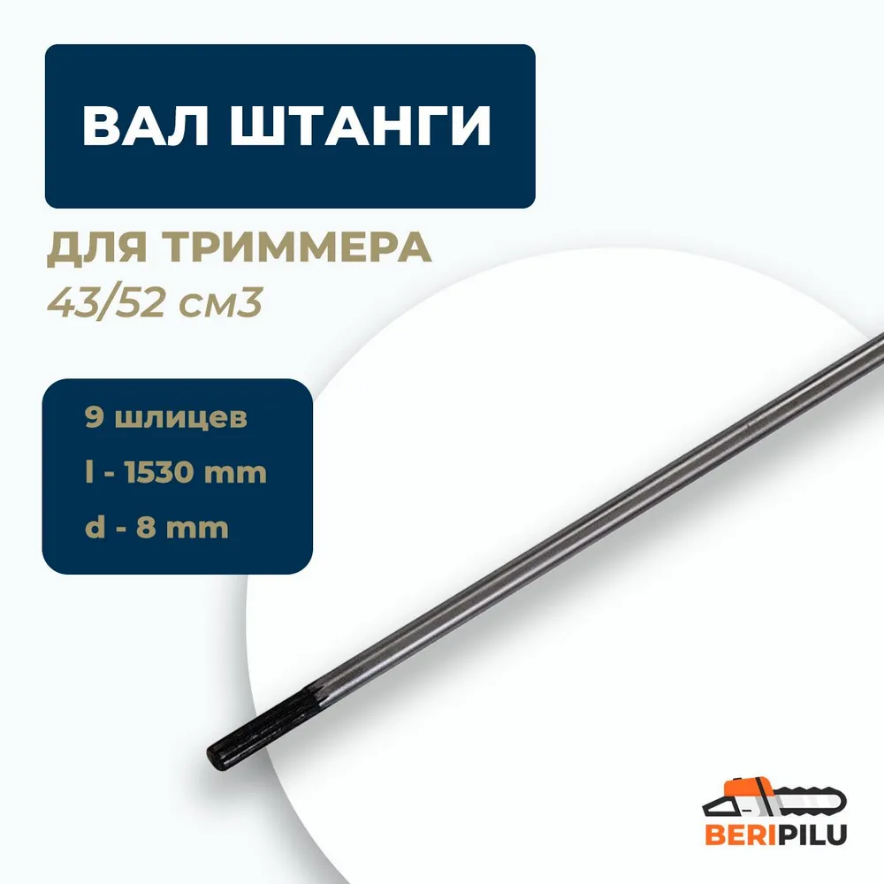 ВАЛ ШТАНГИ
ДЛЯ ТРИММЕРА
43/52 см3
9 шлицев
l - 1530 mm
d - 8 mm
BERIPILU